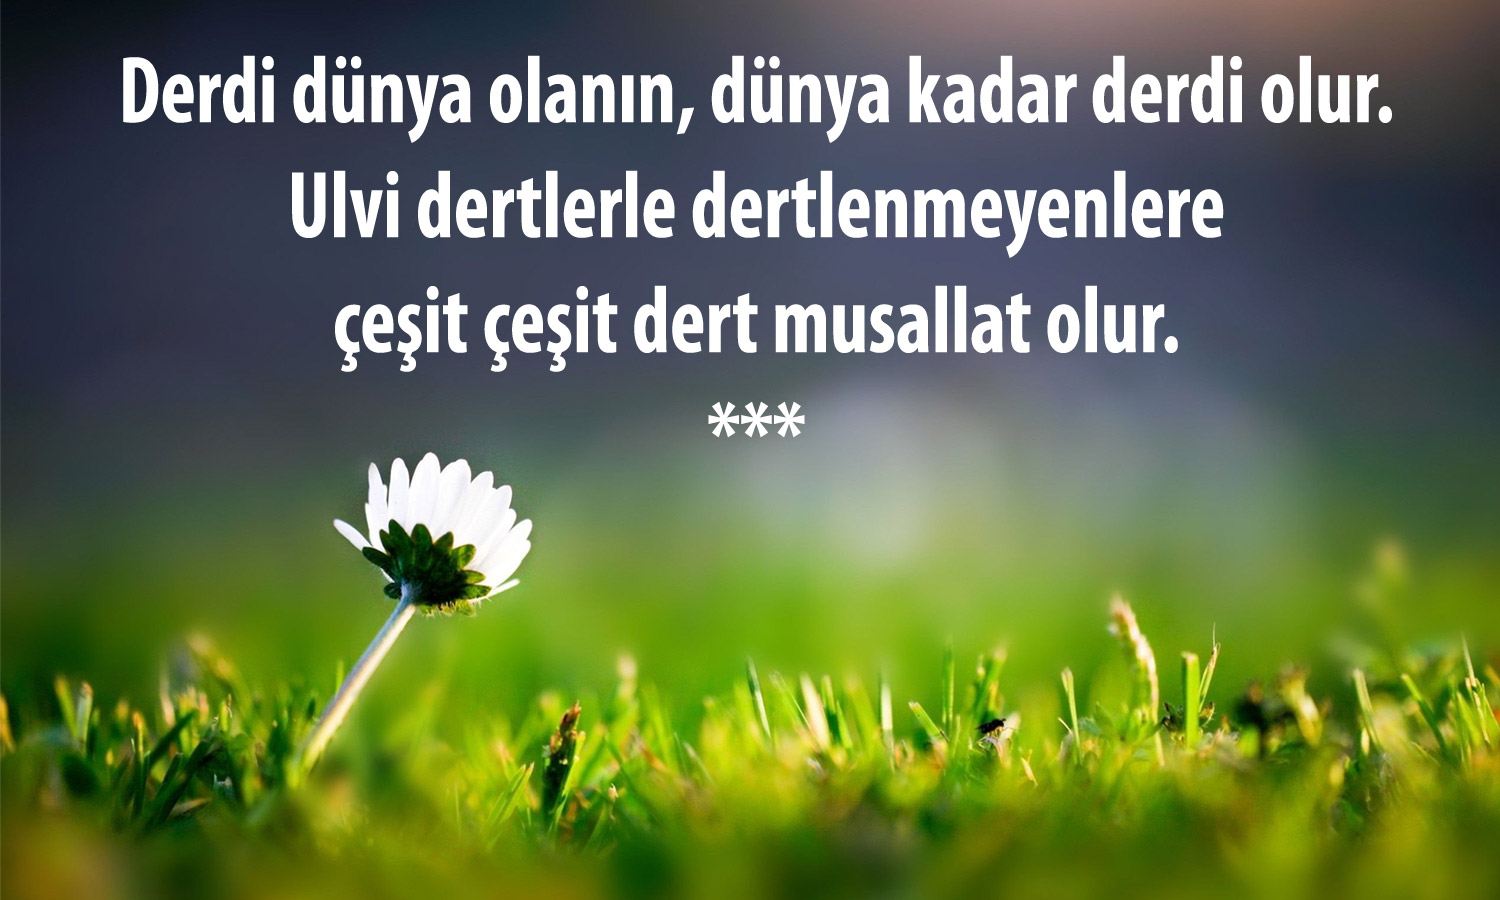 Derdi dünya olanın, dünya kadar derdi olur.
Ulvi dertlerle dertlenmeyenlere
çeşit çeşit dert musallat olur.
***